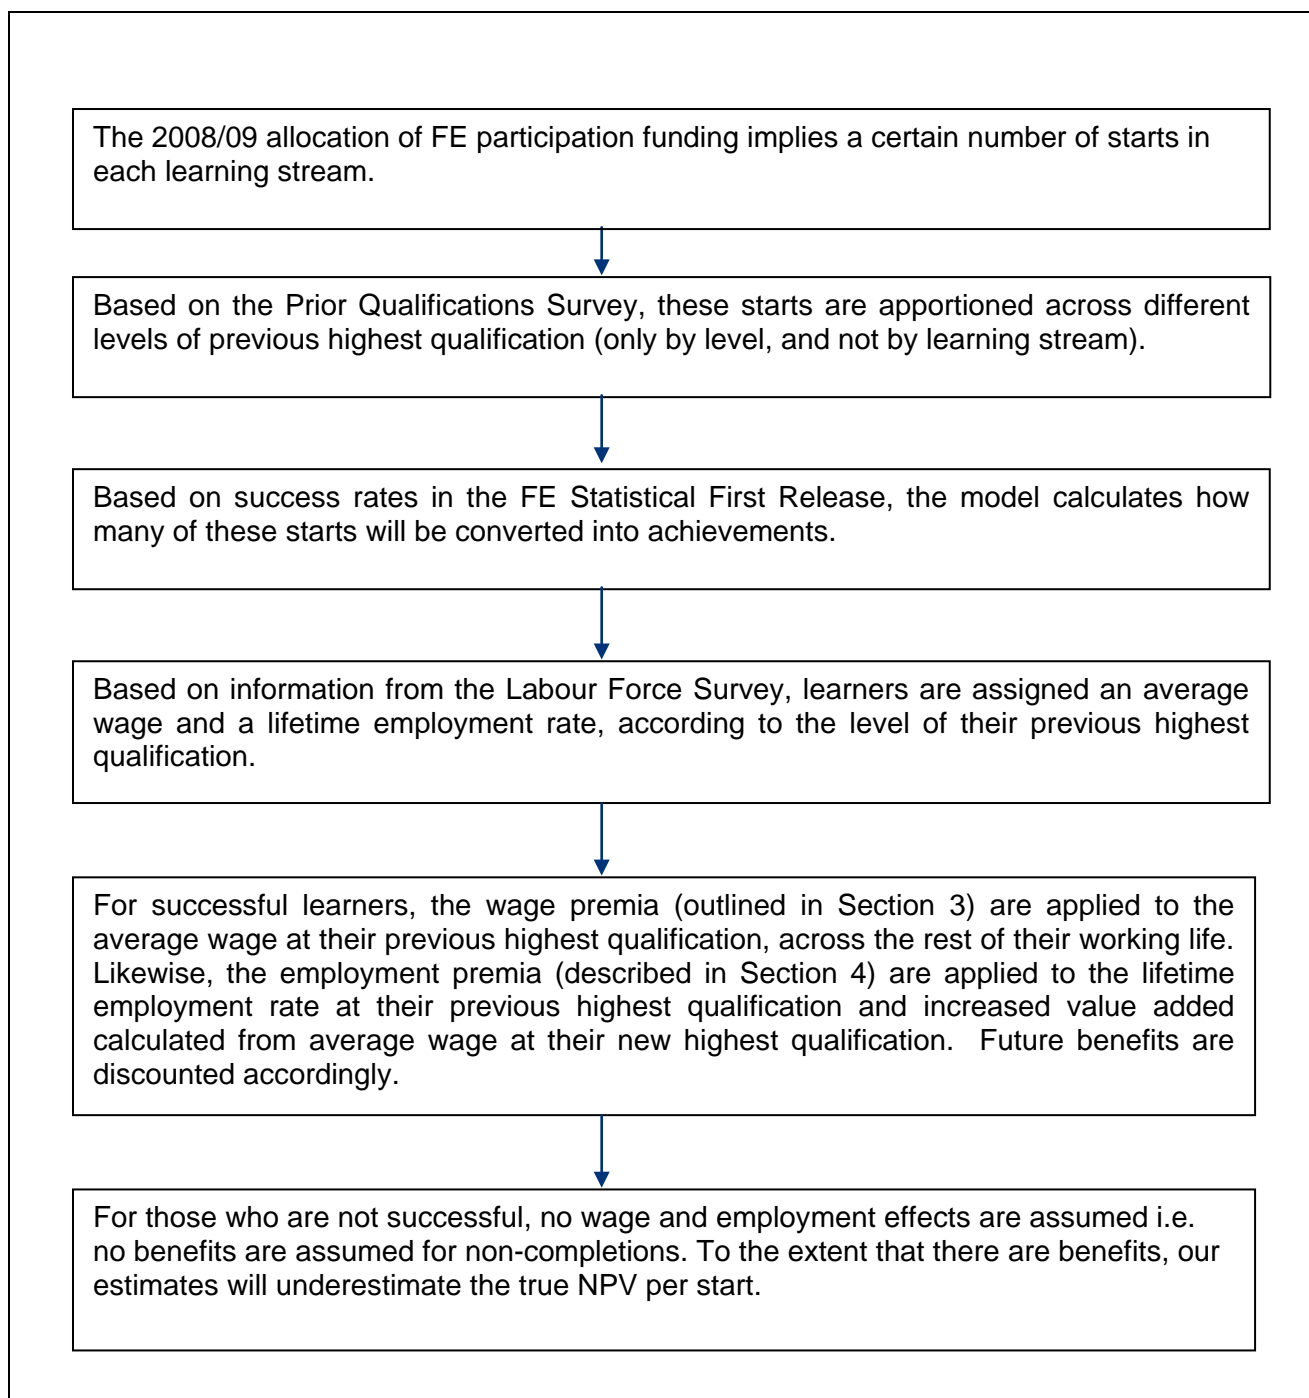 The 2008/09 allocation of FE participation funding implies a certain number of starts in
each learning stream.
Based on the Prior Qualifications Survey, these starts are apportioned across different
levels of previous highest qualification (only by level, and not by learning stream).
Based on success rates in the FE Statistical First Release, the model calculates how
many of these starts will be converted into achievements.
Based on information from the Labour Force Survey, learners are assigned an average
wage and a lifetime employment rate, according to the level of their previous highest
qualification.
For successful learners, the wage premia (outlined in Section 3) are applied to the
average wage at their previous highest qualification, across the rest of their working life.
Likewise, the employment premia (described in Section 4) are applied to the lifetime
employment rate at their previous highest qualification and increased value added
calculated from average wage at their new highest qualification.  Future benefits are
discounted accordingly.
For those who are not successful, no wage and employment effects are assumed i.e.
no benefits are assumed for non-completions. To the extent that there are benefits, our
estimates will underestimate the true NPV per start.